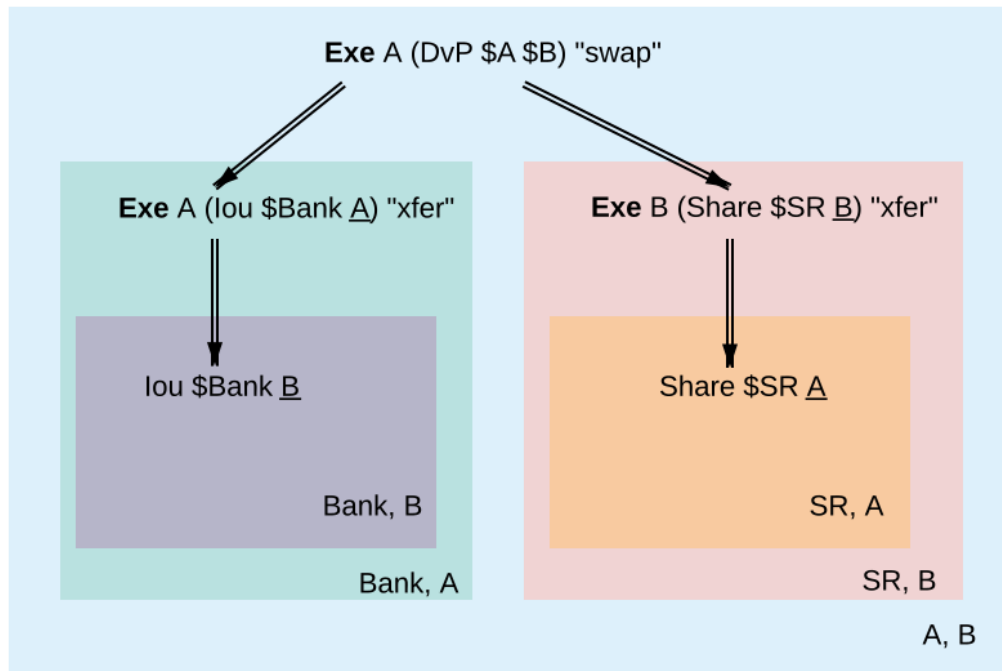 Exe A (DvP $A $B) "swap"
Exe A (Iou $Bank A) "xfer"
Exe B (Share $SR B) "xfer"
Iou $Bank B
Share $SR A
Bank, B
SR, A
Bank, A
SR, B
A, B